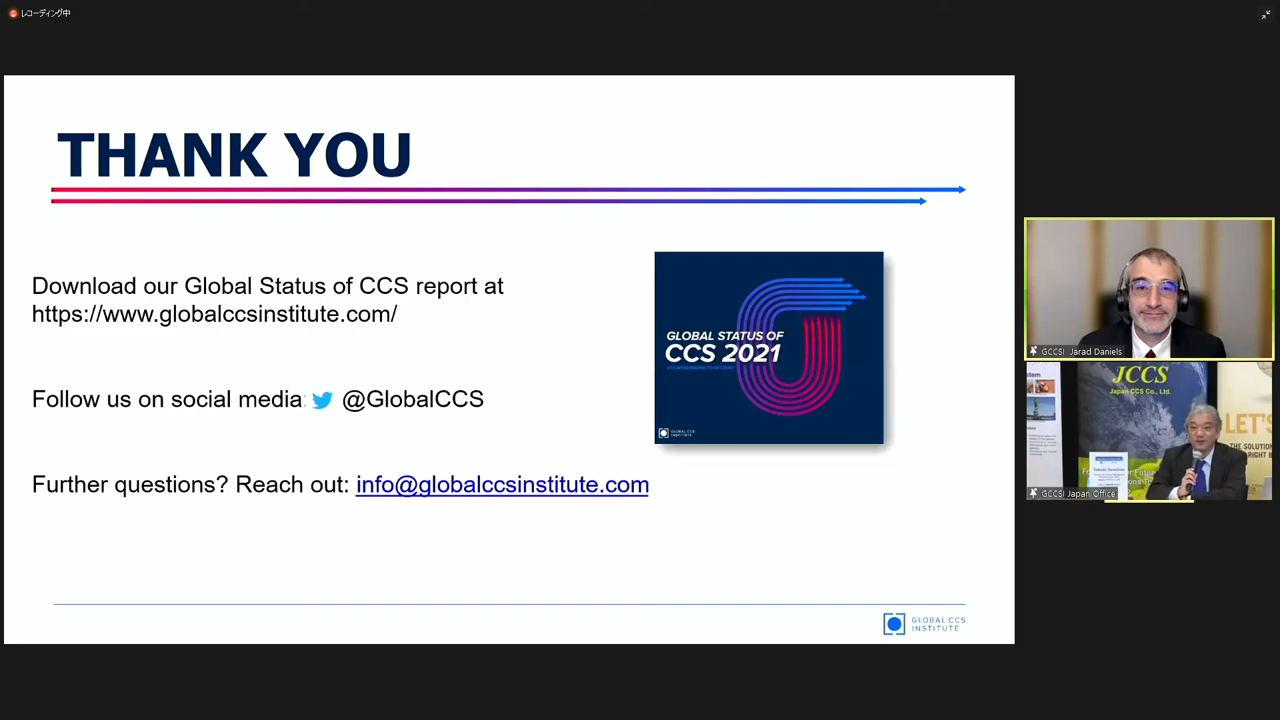 レコーディング中
THANK YOU
Download our Global Status of CCS report at
https://www.globalccsinstitute.com/
Follow us on social media: @GlobalCCS
Further questions? Reach out: info@globalccsinstitute.com
GLOBAL STATUS OF
CCS 2021
GLOBAL CCS
INSTITUTE
GLOBAL CCS
INSTITUTE
GCCSI Jarad Daniels
JCCS
Japan CCS Co., Ltd.
LET'S
THE SOLUTION
GCCSI Japan Office